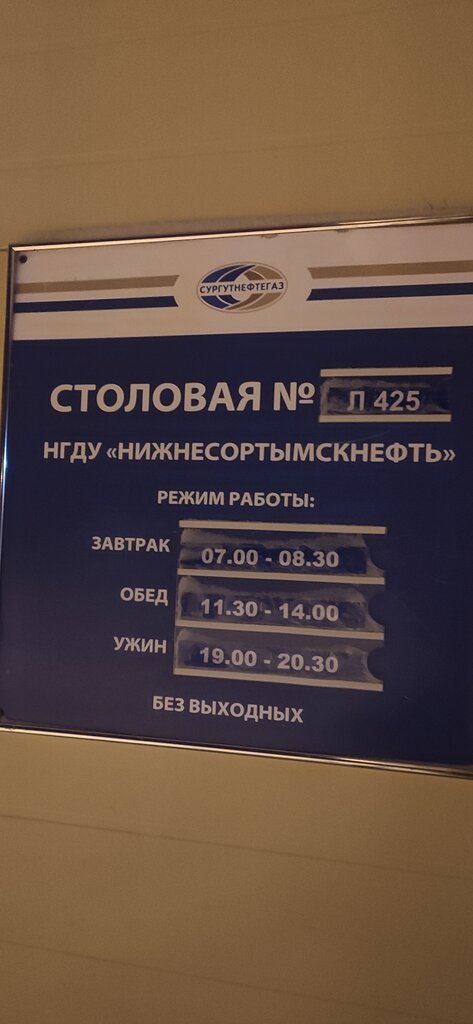 СУРГУТНЕФТЕГАЗ
СТОЛОВАЯ № Л 425
НГДУ «НИЖНЕСОРТЫМСКНЕФТЬ»
РЕЖИМ РАБОТЫ:
ЗАВТРАК 07.00 - 08.30
ОБЕД 11.30 - 14.00
УЖИН 19.00 - 20.30
БЕЗ ВЫХОДНЫХ